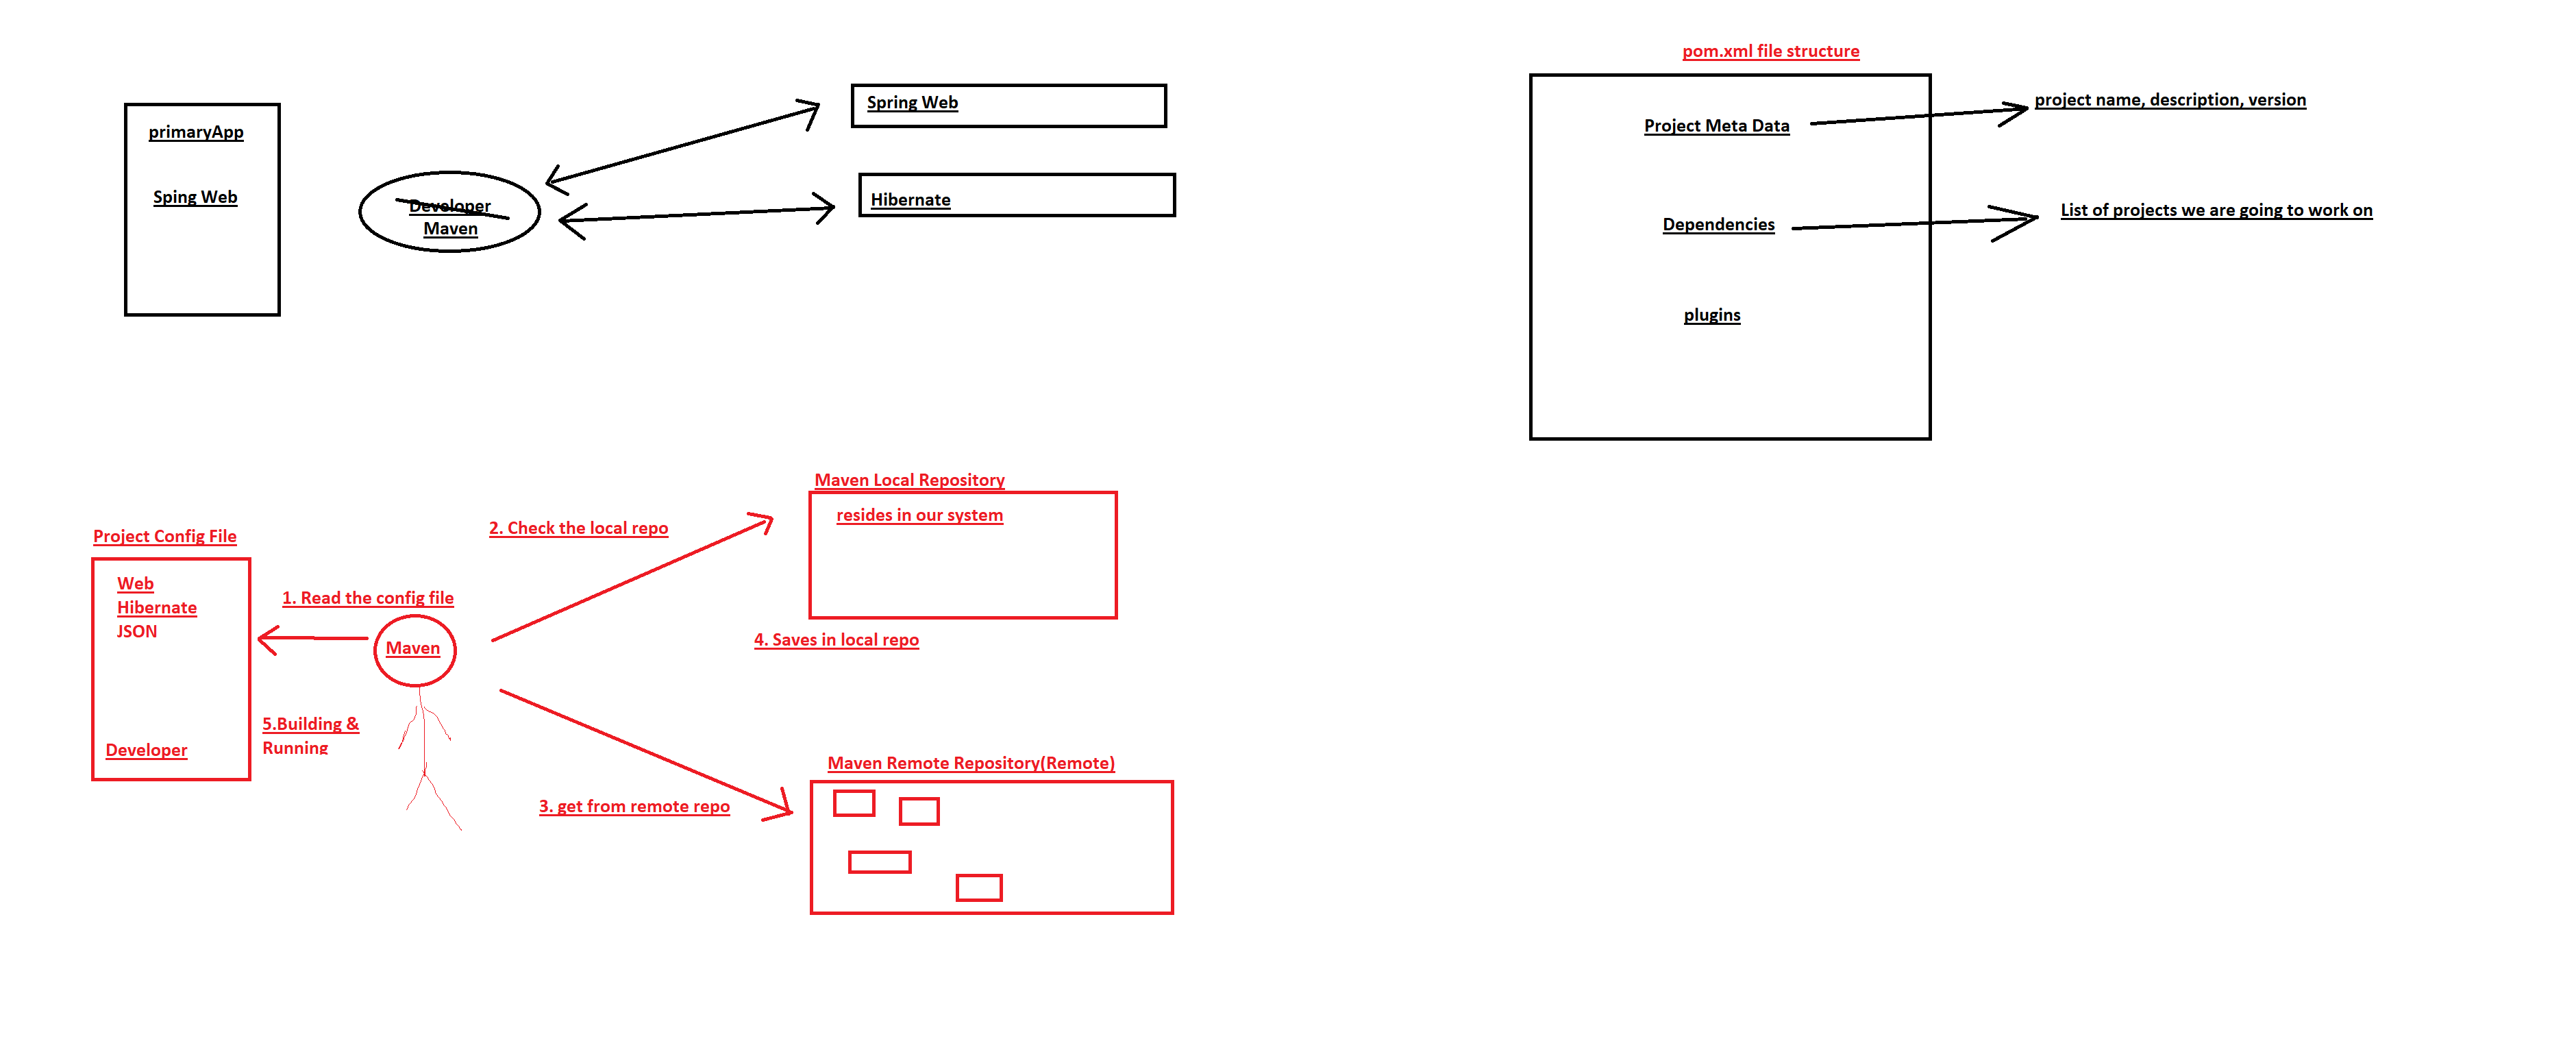 primaryApp
Sping Web
Developer
Maven
Spring Web
Hibernate
pom.xml file structure
Project Meta Data
project name, description, version
Dependencies
List of projects we are going to work on
plugins
Project Config File
Web
Hibernate
JSON
Developer
1. Read the config file
Maven
5.Building &
Running
2. Check the local repo
Maven Local Repository
resides in our system
4. Saves in local repo
3. get from remote repo
Maven Remote Repository(Remote)